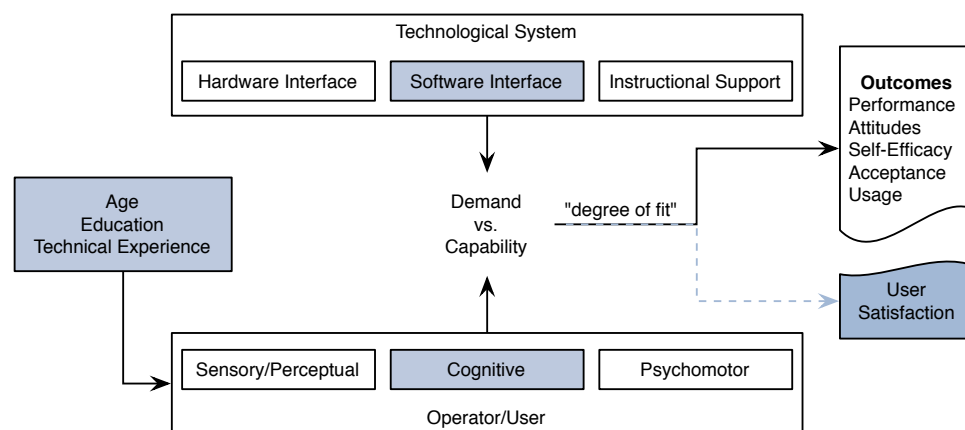 Technological System
Hardware Interface
Software Interface
Instructional Support
Outcomes
Performance
Attitudes
Self-Efficacy
Acceptance
Usage
Age
Education
Technical Experience
Demand
vs.
Capability
"degree of fit"
User
Satisfaction
Sensory/Perceptual
Cognitive
Psychomotor
Operator/User